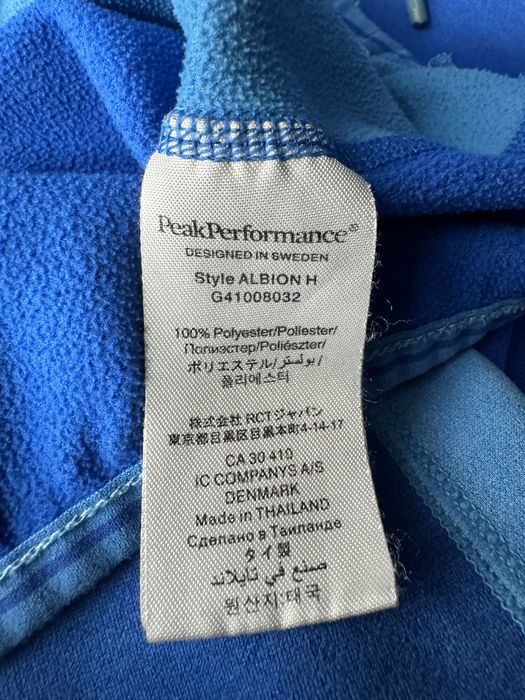 PeakPerformance®
DESIGNED IN SWEDEN
Style ALBION H
G41008032
100% Polyester/Poliester/
Полиэстер/Poliészter/
ポリエステル/بوليستر/
폴리에스터
株式会社 RCTジャパン
東京都目黒区目黒本町4-14-17
CA 30 410
IC COMPANYS A/S
DENMARK
Made in THAILAND
Сделано в Таиланде
タイ製
صنع في تايلاند
원산지:태국